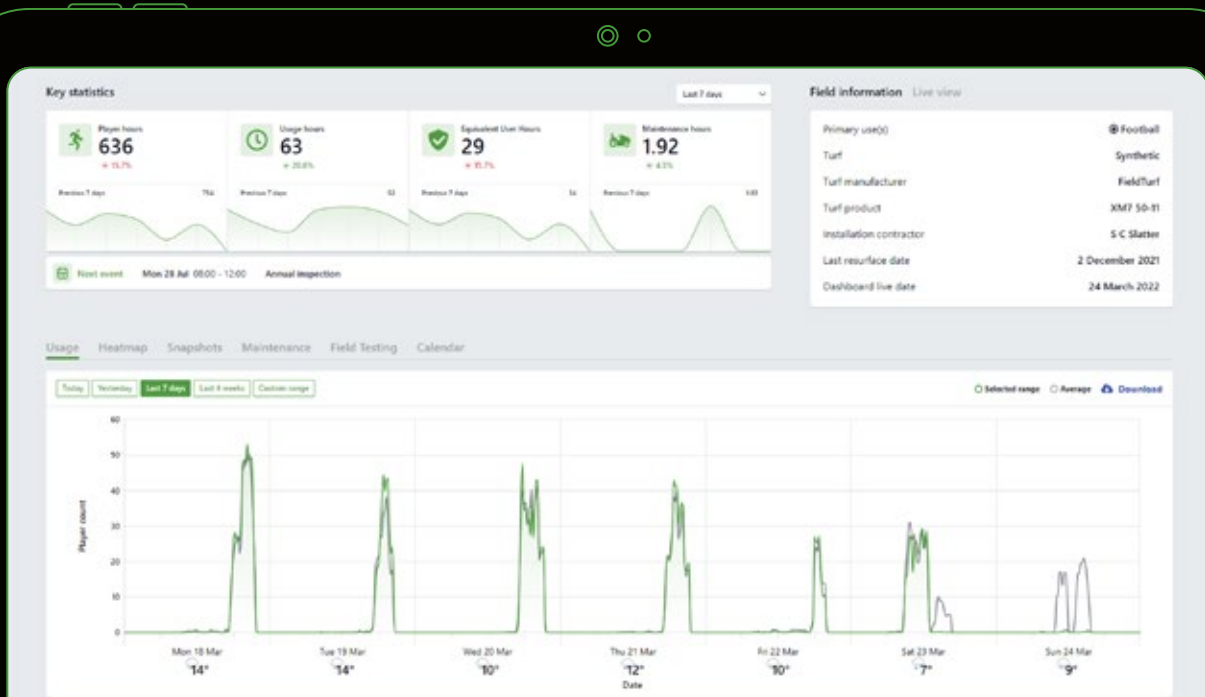 Key statistics
Last 7 days
Player hours
636
Usage hours
63
Equivalent User Hours
29
Maintenance hours
1.92
Previous 7 days
Previous 7 days
Previous 7 days
Previous 7 days
Next event Mon 28 Jul 08:00 - 12:00 Annual inspection
Field information Live view
Primary use(s) Football
Turf Synthetic
Turf manufacturer FieldTurf
Turf product XM7 50-11
Installation contractor S C Slatter
Last resurface date 2 December 2021
Dashboard live date 24 March 2022
Usage Heatmap Snapshots Maintenance Field Testing Calendar
Today Yesterday Last 7 days Last 4 weeks Custom range
Selected range Average Download
Player count
60
50
40
30
20
10
0
Mon 18 Mar Tue 19 Mar Wed 20 Mar Thu 21 Mar Fri 22 Mar Sat 23 Mar Sun 24 Mar
14° 14° 10° 12° 10° 7° 9°
Date